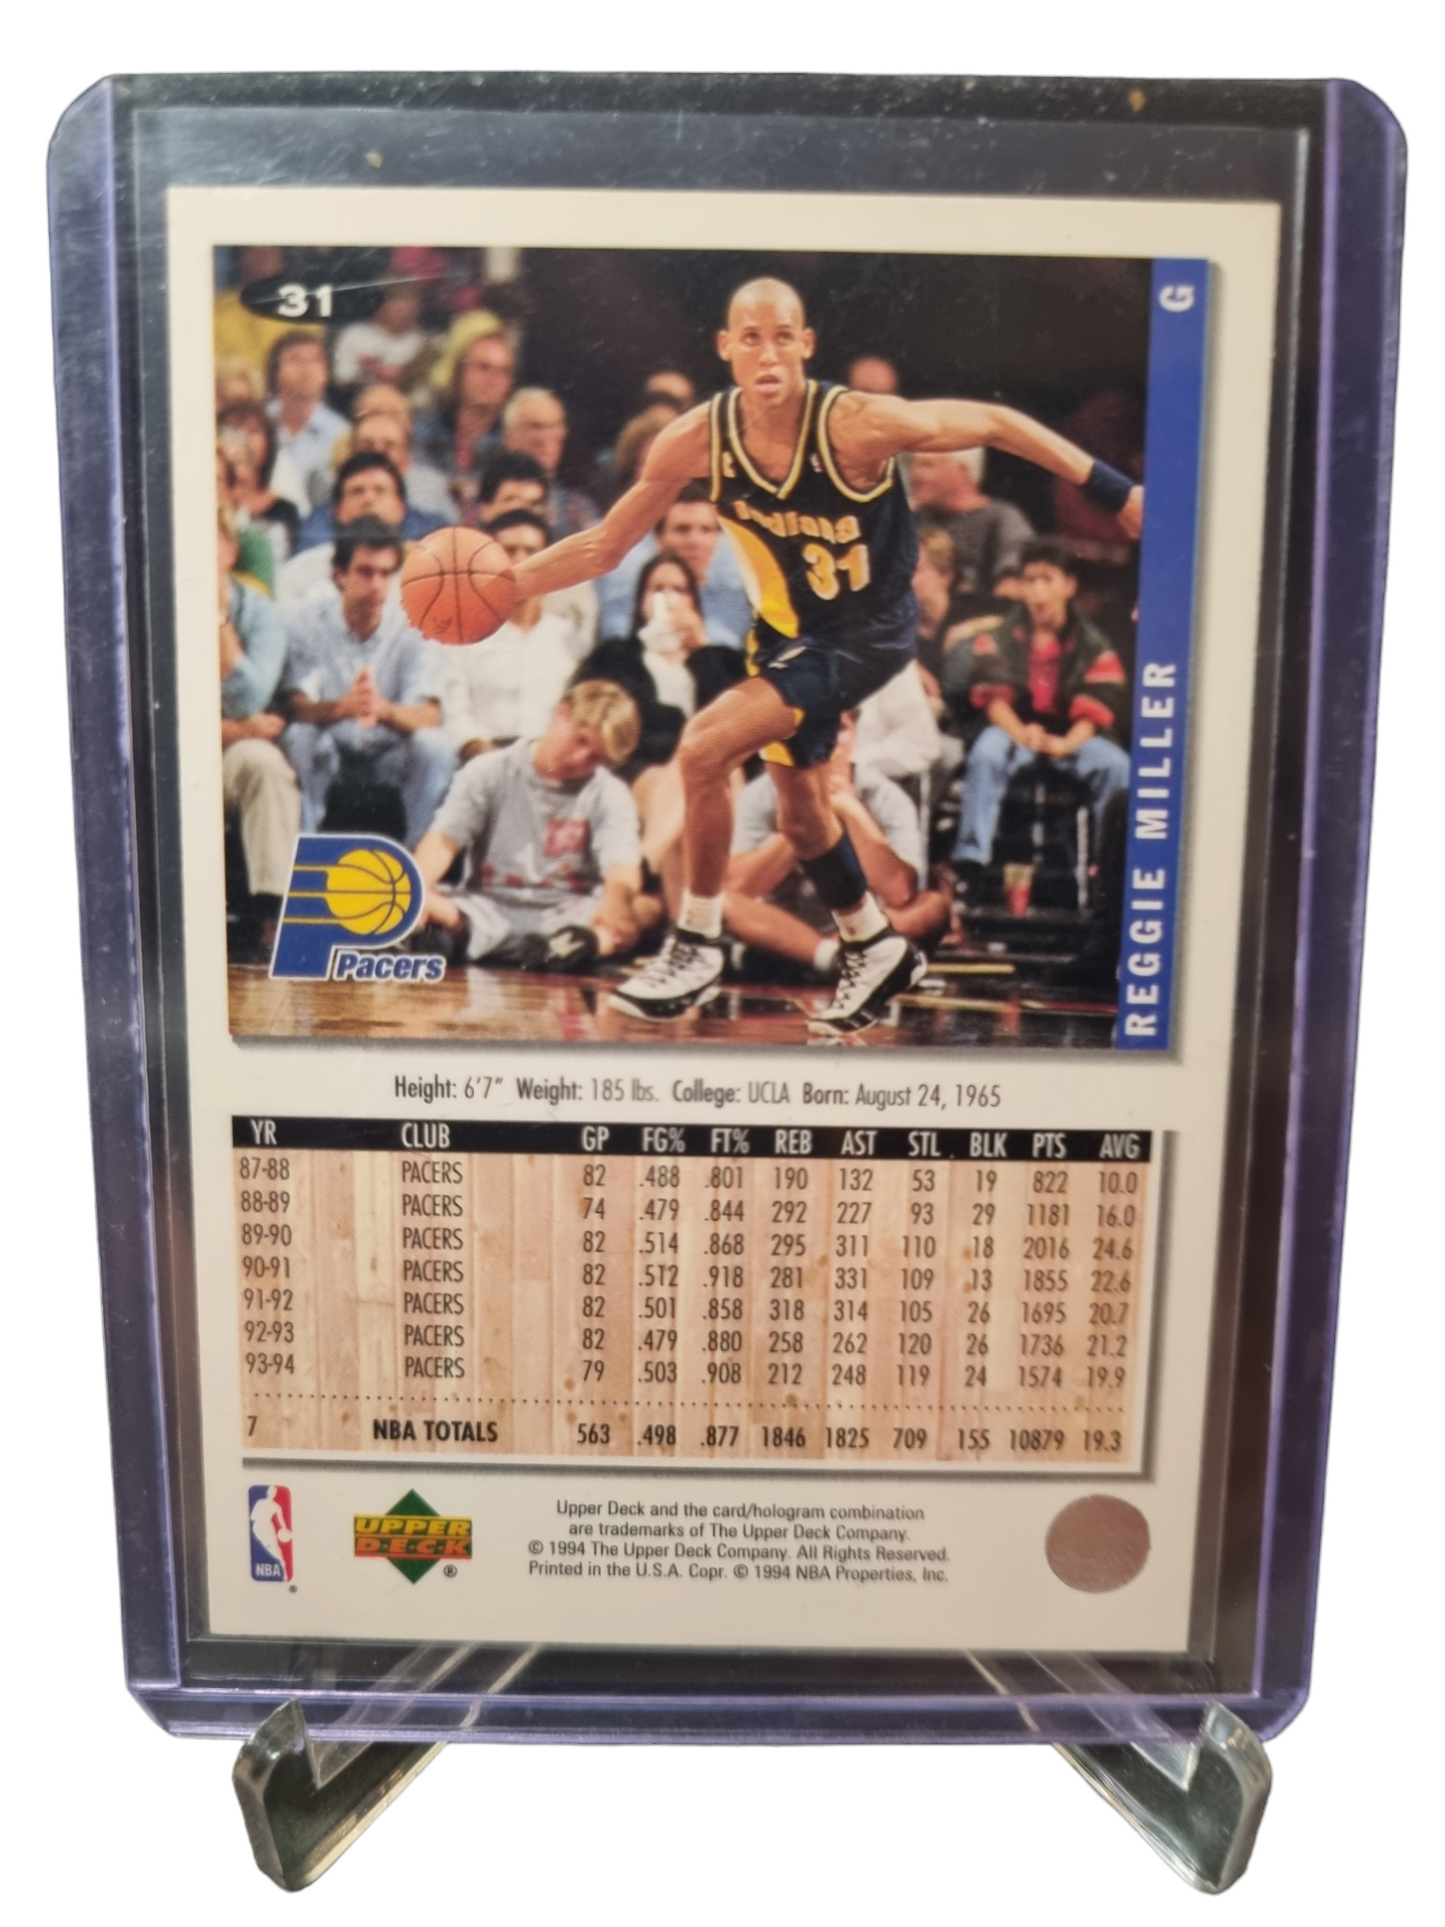 31
G
Indiana
31
REGGIE MILLER
Pacers
Height: 6'7" Weight: 185 lbs. College: UCLA Born: August 24, 1965
YR CLUB GP FG% FT% REB AST STL BLK PTS AVG
87-88 PACERS 82 .488 .801 190 132 53 19 822 10.0
88-89 PACERS 74 .479 .844 292 227 93 29 1181 16.0
89-90 PACERS 82 .514 .868 295 311 110 18 2016 24.6
90-91 PACERS 82 .512 .918 281 331 109 13 1855 22.6
91-92 PACERS 82 .501 .858 318 314 105 26 1695 20.7
92-93 PACERS 82 .479 .880 258 262 120 26 1736 21.2
93-94 PACERS 79 .503 .908 212 248 119 24 1574 19.9
7 NBA TOTALS 563 .498 .877 1846 1825 709 155 10879 19.3
NBA ®
UPPER
D·E·C·K ®
Upper Deck and the card/hologram combination
are trademarks of The Upper Deck Company.
© 1994 The Upper Deck Company. All Rights Reserved.
Printed in the U.S.A. Copr. © 1994 NBA Properties, Inc.